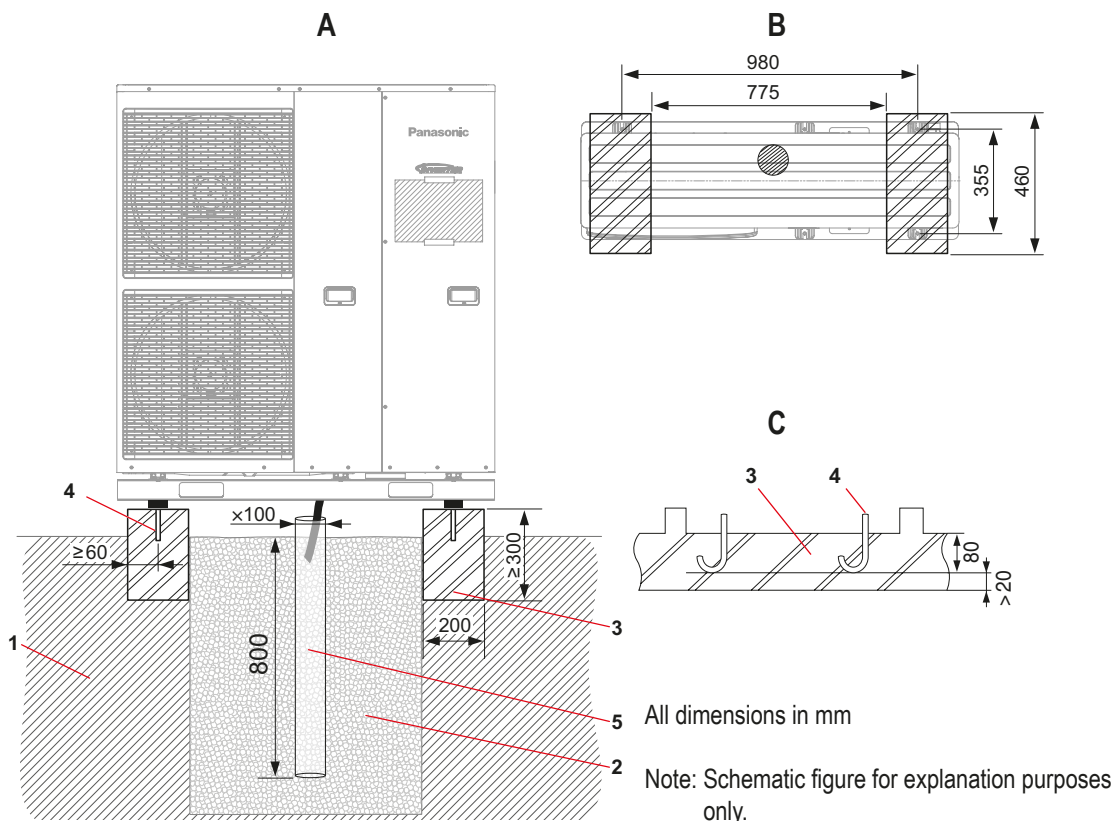 A
B
980
775
355
460
Panasonic
INVERTER
C
3
4
80
>20
4
×100
≥60
≥300
200
3
1
800
5
All dimensions in mm
2
Note: Schematic figure for explanation purposes
only.